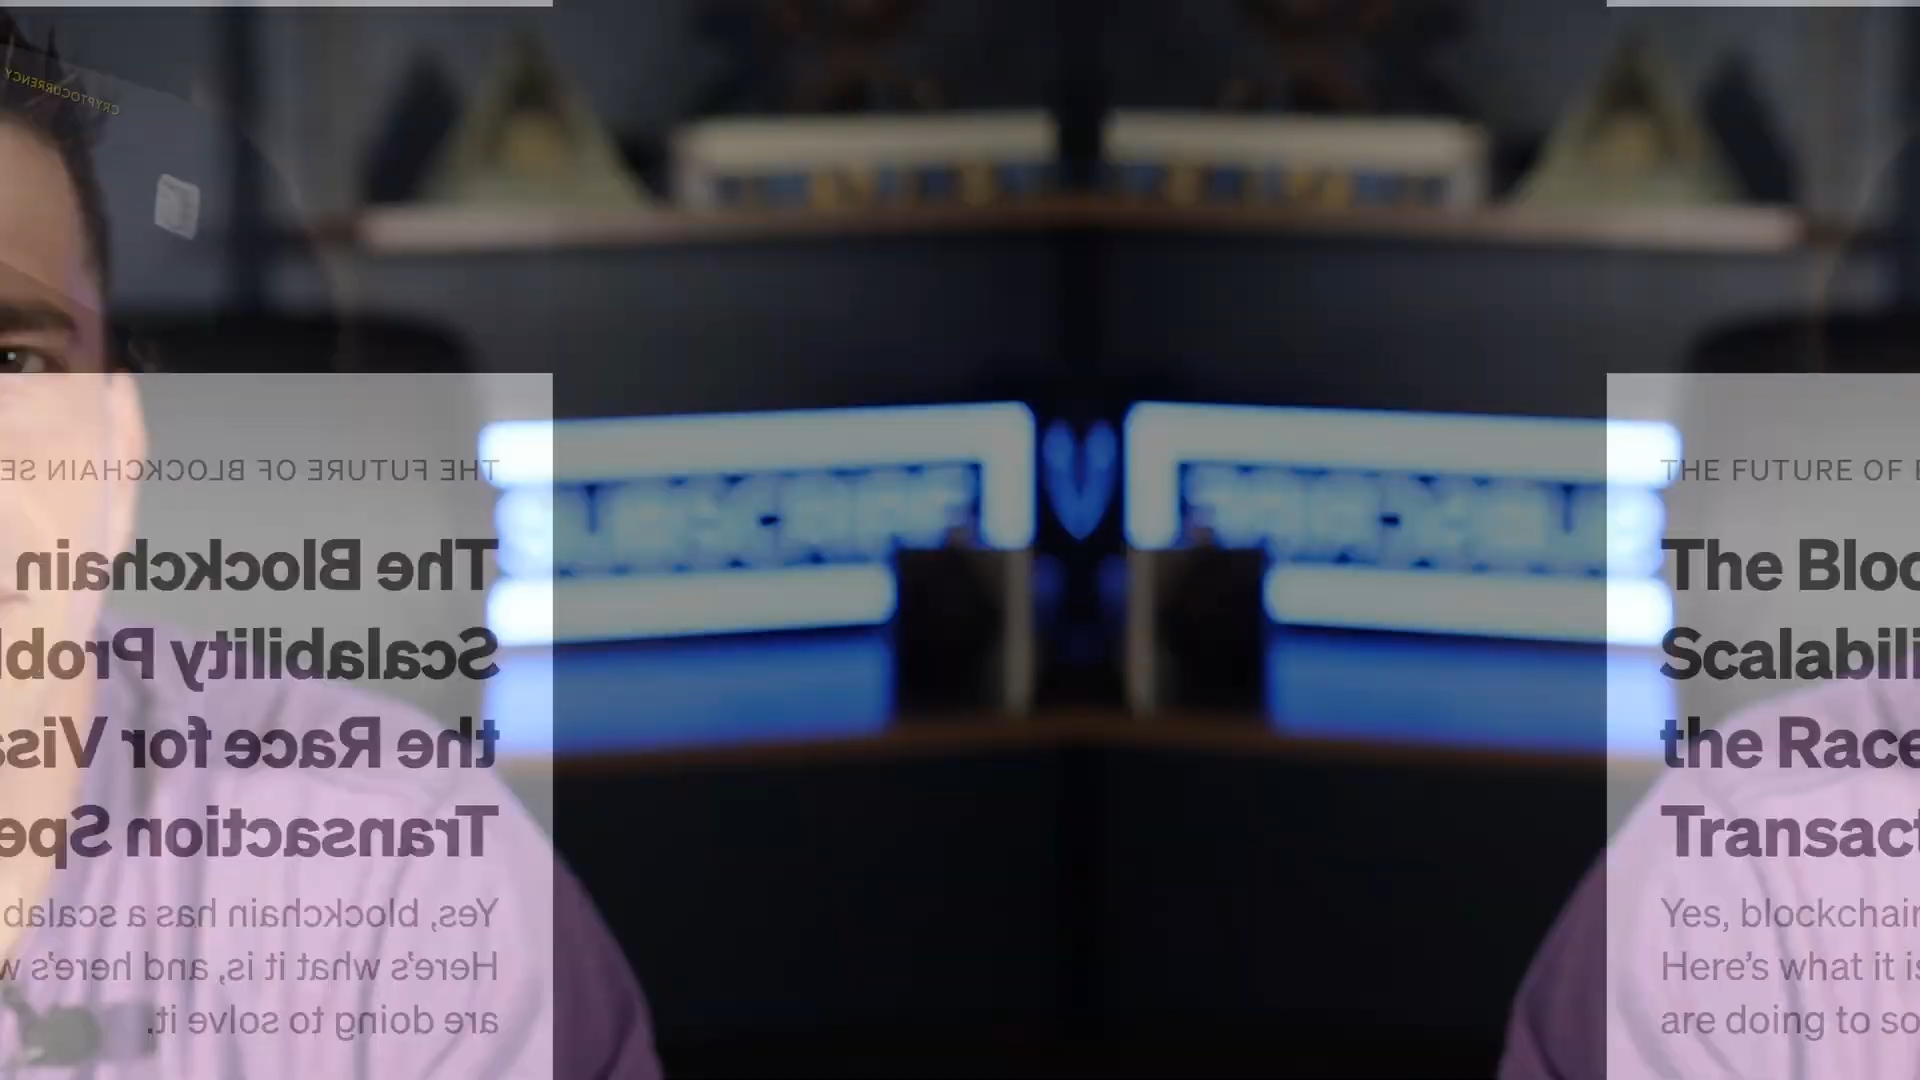 CRYPTOCURRENCY
THE FUTURE OF BLOCKCHAIN SE
The Blockchain
Scalability Probl
the Race for Visa
Transaction Spe
Yes, blockchain has a scalab
Here's what it is, and here's w
are doing to solve it.
THE FUTURE OF
The Bloc
Scalabili
the Race
Transact
Yes, blockchain
Here's what it is
are doing to so